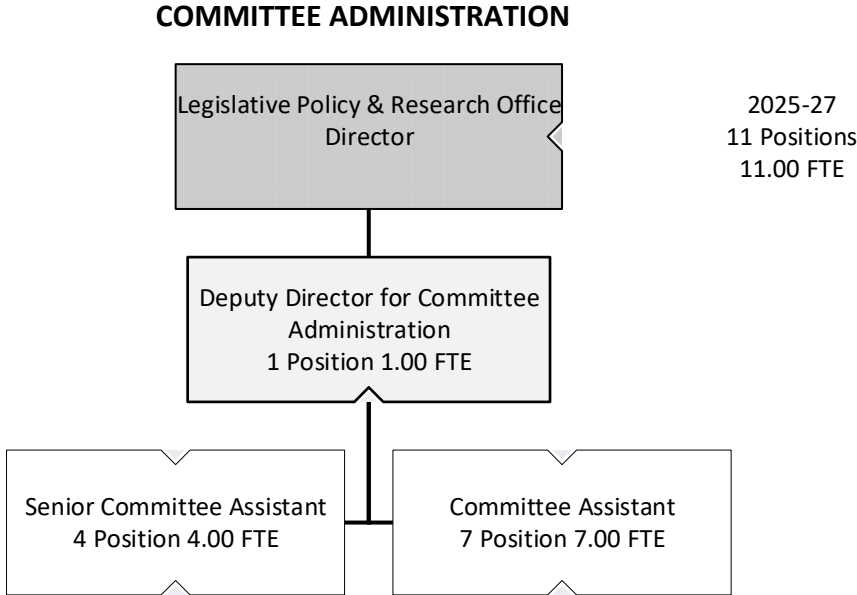 COMMITTEE ADMINISTRATION
Legislative Policy & Research Office
Director
2025-27
11 Positions
11.00 FTE
Deputy Director for Committee
Administration
1 Position 1.00 FTE
Senior Committee Assistant
4 Position 4.00 FTE
Committee Assistant
7 Position 7.00 FTE